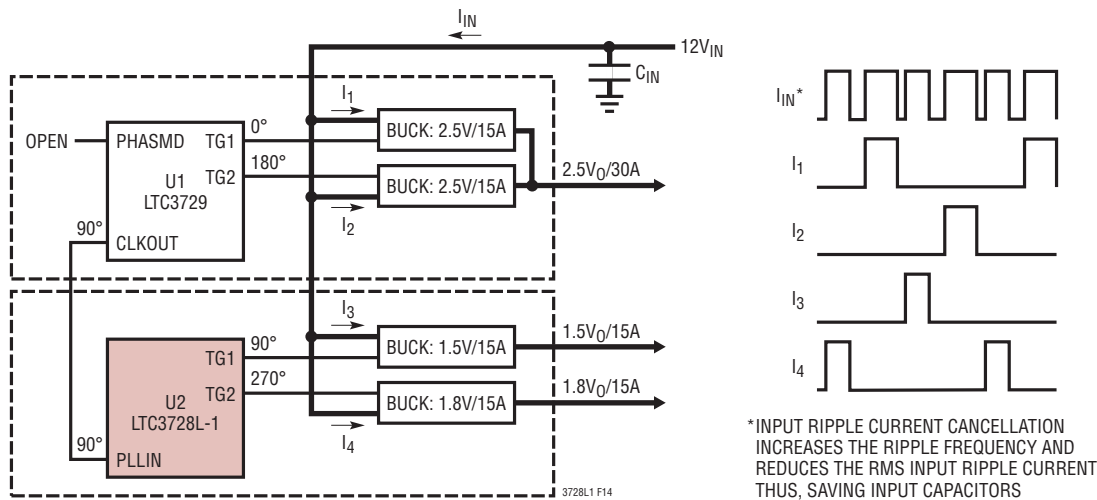 I_IN
12V_IN
C_IN
I_1
BUCK: 2.5V/15A
OPEN
PHASMD
TG1
0°
U1
LTC3729
TG2
180°
BUCK: 2.5V/15A
2.5V_O/30A
I_2
90°
CLKOUT
I_3
BUCK: 1.5V/15A
1.5V_O/15A
TG1
90°
U2
LTC3728L-1
TG2
270°
BUCK: 1.8V/15A
1.8V_O/15A
I_4
90°
PLLIN
3728L1 F14
I_IN*
I_1
I_2
I_3
I_4
*INPUT RIPPLE CURRENT CANCELLATION
INCREASES THE RIPPLE FREQUENCY AND
REDUCES THE RMS INPUT RIPPLE CURRENT
THUS, SAVING INPUT CAPACITORS